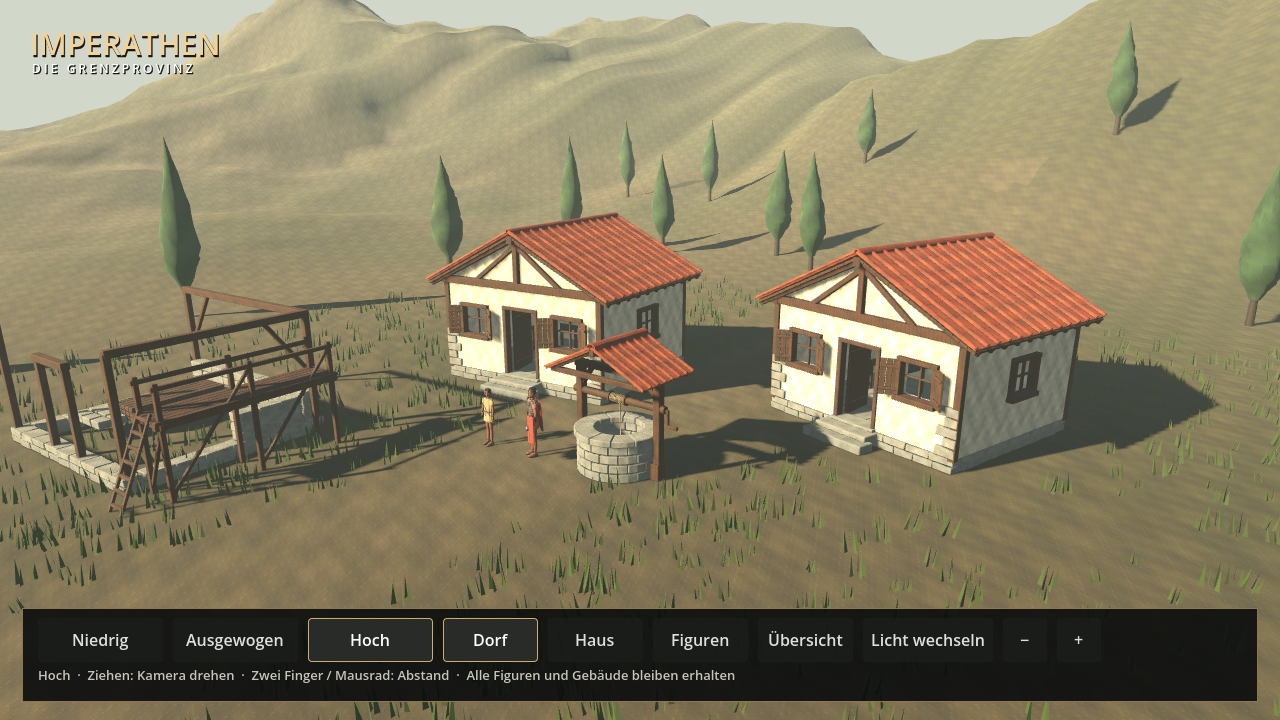 IMPERATHEN
DIE GRENZPROVINZ
Niedrig Ausgewogen Hoch Dorf Haus Figuren Übersicht Licht wechseln − +
Hoch · Ziehen: Kamera drehen · Zwei Finger / Mausrad: Abstand · Alle Figuren und Gebäude bleiben erhalten